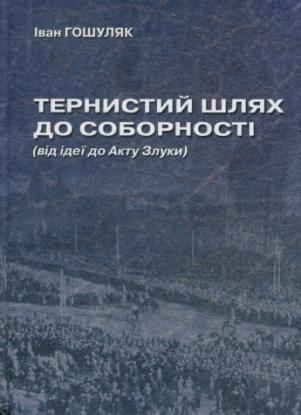 Іван ГОШУЛЯК
ТЕРНИСТИЙ ШЛЯХ
ДО СОБОРНОСТІ
(від ідеї до Акту Злуки)